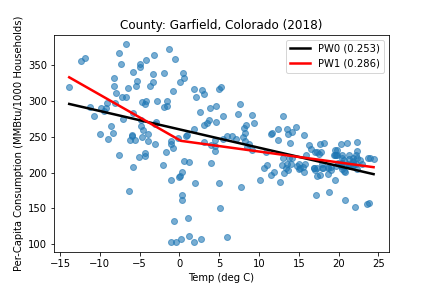 County: Garfield, Colorado (2018)
PW0 (0.253)
PW1 (0.286)
Per-Capita Consumption (MMBtu/1000 Households)
350
300
250
200
150
100
−15 −10 −5 0 5 10 15 20 25
Temp (deg C)